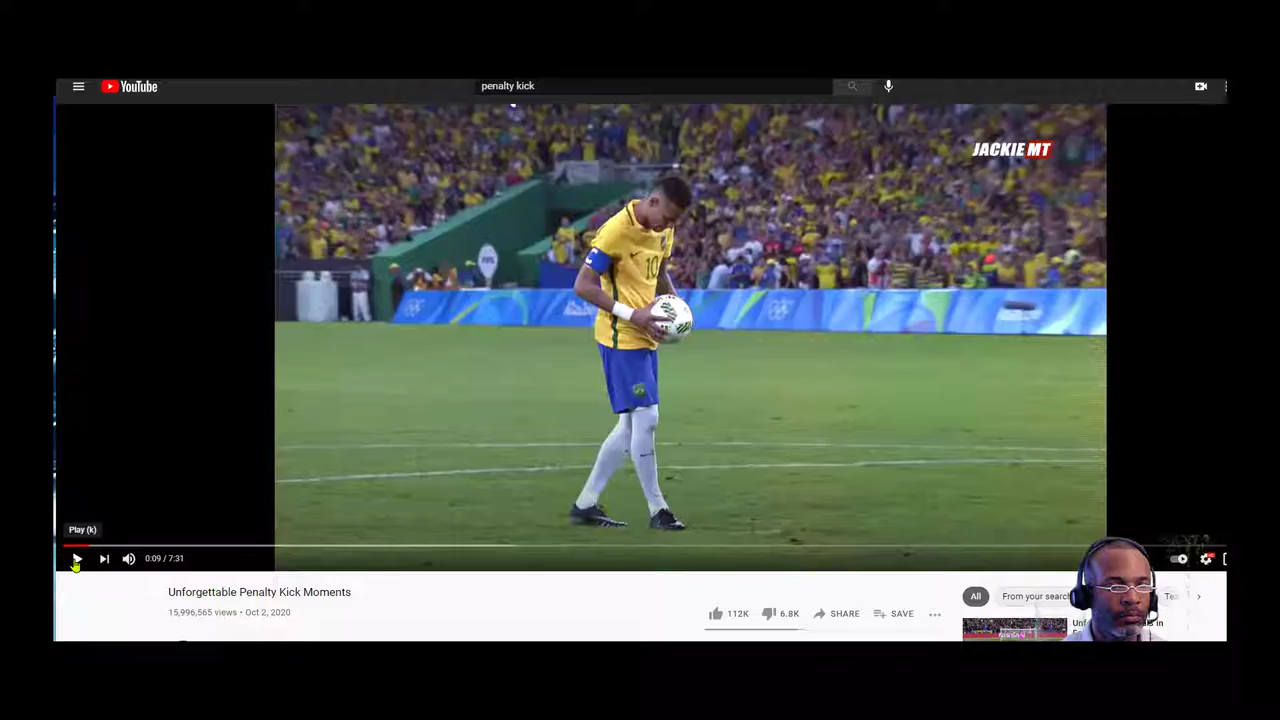 YouTube
penalty kick
JACKIE MT
10
Play (k)
0:09 / 7:31
Unforgettable Penalty Kick Moments
15,996,565 views • Oct 2, 2020
112K
6.8K
SHARE
SAVE
All
From your search